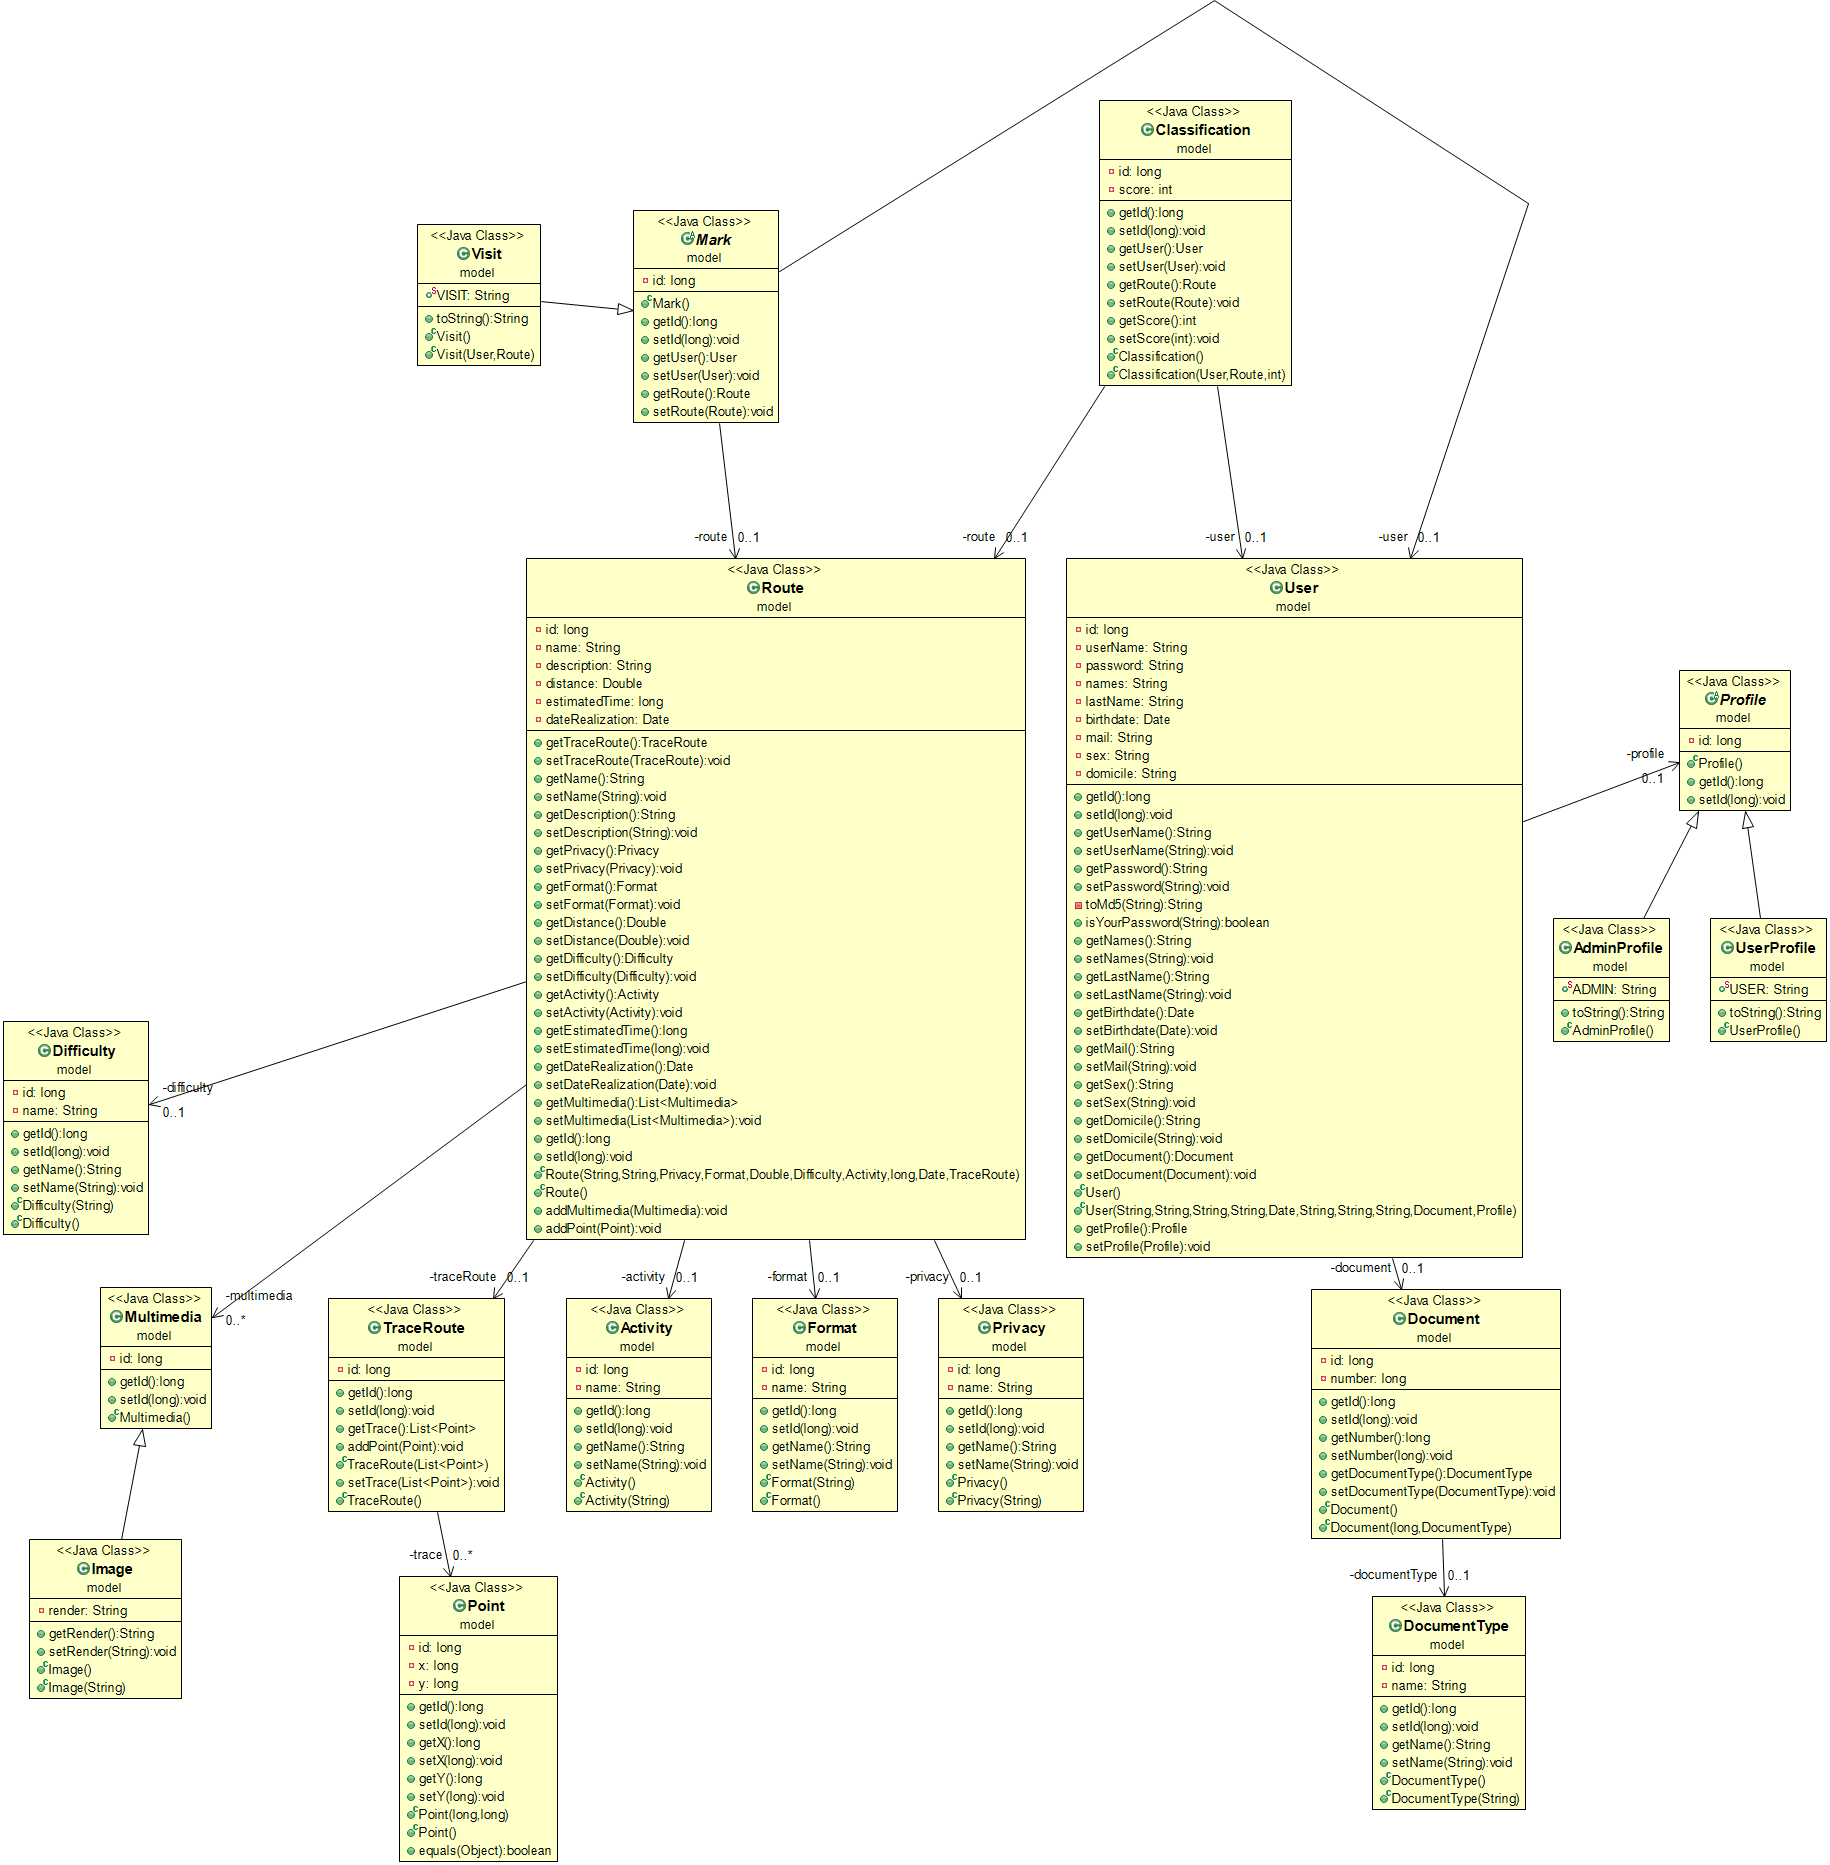 <<Java Class>>
Classification
model
id: long
score: int
getId():long
setId(long):void
getUser():User
setUser(User):void
getRoute():Route
setRoute(Route):void
getScore():int
setScore(int):void
Classification()
Classification(User,Route,int)
<<Java Class>>
Visit
model
VISIT: String
toString():String
Visit()
Visit(User,Route)
<<Java Class>>
Mark
model
id: long
Mark()
getId():long
setId(long):void
getUser():User
setUser(User):void
getRoute():Route
setRoute(Route):void
-route 0..1
-route 0..1
-user 0..1
-user 0..1
<<Java Class>>
Route
model
id: long
name: String
description: String
distance: Double
estimatedTime: long
dateRealization: Date
getTraceRoute():TraceRoute
setTraceRoute(TraceRoute):void
getName():String
setName(String):void
getDescription():String
setDescription(String):void
getPrivacy():Privacy
setPrivacy(Privacy):void
getFormat():Format
setFormat(Format):void
getDistance():Double
setDistance(Double):void
getDifficulty():Difficulty
setDifficulty(Difficulty):void
getActivity():Activity
setActivity(Activity):void
getEstimatedTime():long
setEstimatedTime(long):void
getDateRealization():Date
setDateRealization(Date):void
getMultimedia():List<Multimedia>
setMultimedia(List<Multimedia>):void
getId():long
setId(long):void
Route(String,String,Privacy,Format,Double,Difficulty,Activity,long,Date,TraceRoute)
Route()
addMultimedia(Multimedia):void
addPoint(Point):void
<<Java Class>>
User
model
id: long
userName: String
password: String
names: String
lastName: String
birthdate: Date
mail: String
sex: String
domicile: String
getId():long
setId(long):void
getUserName():String
setUserName(String):void
getPassword():String
setPassword(String):void
toMd5(String):String
isYourPassword(String):boolean
getNames():String
setNames(String):void
getLastName():String
setLastName(String):void
getBirthdate():Date
setBirthdate(Date):void
getMail():String
setMail(String):void
getSex():String
setSex(String):void
getDomicile():String
setDomicile(String):void
getDocument():Document
setDocument(Document):void
User()
User(String,String,String,String,Date,String,String,String,Document,Profile)
getProfile():Profile
setProfile(Profile):void
-profile
0..1
<<Java Class>>
Profile
model
id: long
Profile()
getId():long
setId(long):void
<<Java Class>>
AdminProfile
model
ADMIN: String
toString():String
AdminProfile()
<<Java Class>>
UserProfile
model
USER: String
toString():String
UserProfile()
<<Java Class>>
Difficulty
model
id: long
name: String
getId():long
setId(long):void
getName():String
setName(String):void
Difficulty(String)
Difficulty()
-difficulty
0..1
-multimedia
0..*
<<Java Class>>
Multimedia
model
id: long
getId():long
setId(long):void
Multimedia()
-traceRoute 0..1
-activity 0..1
-format 0..1
-privacy 0..1
-document 0..1
<<Java Class>>
TraceRoute
model
id: long
getId():long
setId(long):void
getTrace():List<Point>
addPoint(Point):void
TraceRoute(List<Point>)
setTrace(List<Point>):void
TraceRoute()
<<Java Class>>
Activity
model
id: long
name: String
getId():long
setId(long):void
getName():String
setName(String):void
Activity()
Activity(String)
<<Java Class>>
Format
model
id: long
name: String
getId():long
setId(long):void
getName():String
setName(String):void
Format(String)
Format()
<<Java Class>>
Privacy
model
id: long
name: String
getId():long
setId(long):void
getName():String
setName(String):void
Privacy()
Privacy(String)
<<Java Class>>
Document
model
id: long
number: long
getId():long
setId(long):void
getNumber():long
setNumber(long):void
getDocumentType():DocumentType
setDocumentType(DocumentType):void
Document()
Document(long,DocumentType)
<<Java Class>>
Image
model
render: String
getRender():String
setRender(String):void
Image()
Image(String)
-trace 0..*
<<Java Class>>
Point
model
id: long
x: long
y: long
getId():long
setId(long):void
getX():long
setX(long):void
getY():long
setY(long):void
Point(long,long)
Point()
equals(Object):boolean
-documentType 0..1
<<Java Class>>
DocumentType
model
id: long
name: String
getId():long
setId(long):void
getName():String
setName(String):void
DocumentType()
DocumentType(String)